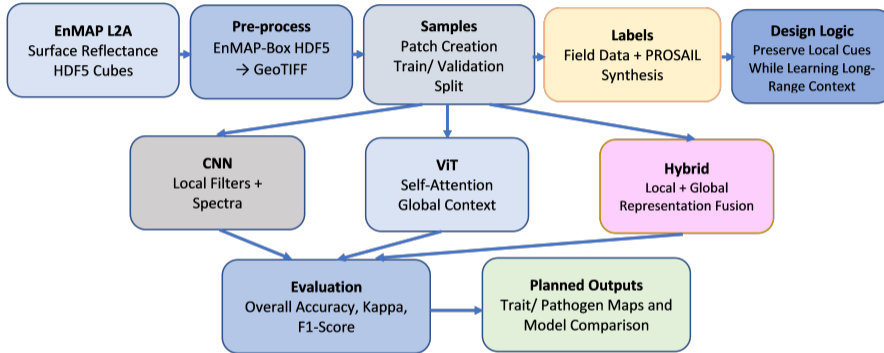 EnMAP L2A
Surface Reflectance
HDF5 Cubes
Pre-process
EnMAP-Box HDF5
→ GeoTIFF
Samples
Patch Creation
Train/ Validation
Split
Labels
Field Data + PROSAIL
Synthesis
Design Logic
Preserve Local Cues
While Learning Long-
Range Context
CNN
Local Filters +
Spectra
ViT
Self-Attention
Global Context
Hybrid
Local + Global
Representation Fusion
Evaluation
Overall Accuracy, Kappa,
F1-Score
Planned Outputs
Trait/ Pathogen Maps and
Model Comparison